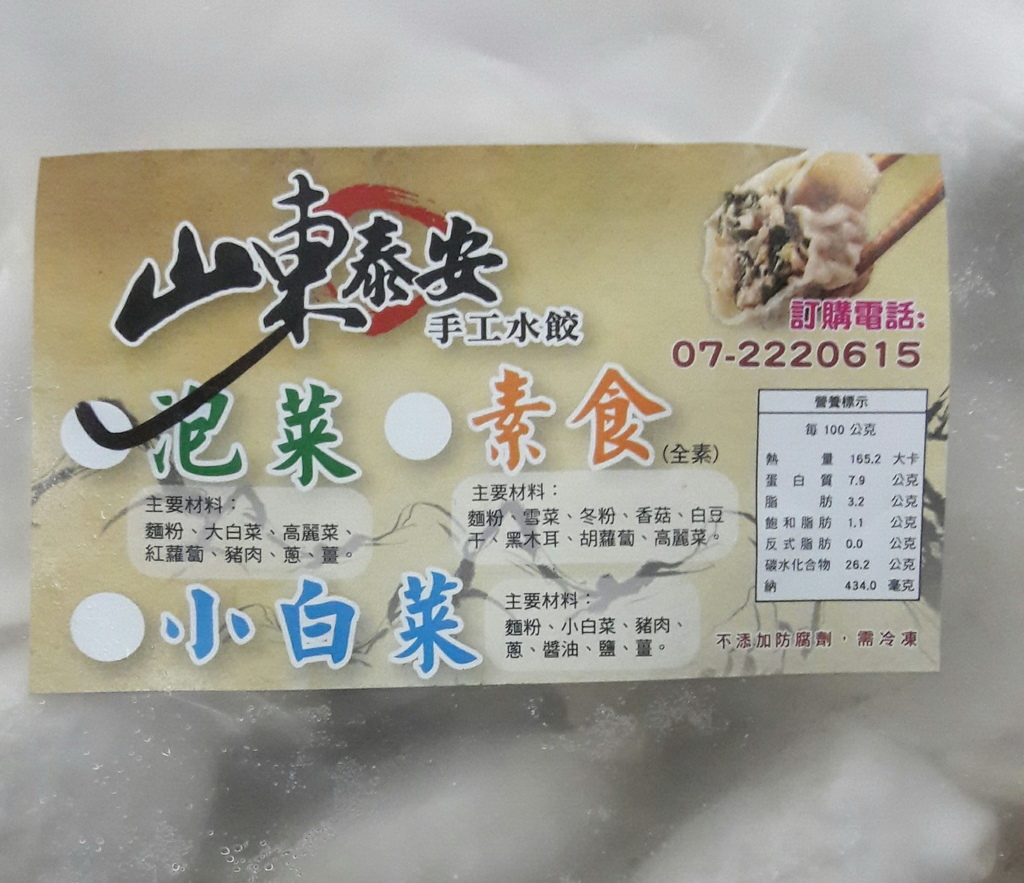 山東泰安
手工水餃
訂購電話:
07-2220615
泡菜
主要材料：
麵粉、大白菜、高麗菜、
紅蘿蔔、豬肉、蔥、薑。
素食(全素)
主要材料：
麵粉、雪菜、冬粉、香菇、白豆
干、黑木耳、胡蘿蔔、高麗菜。
小白菜
主要材料：
麵粉、小白菜、豬肉、
蔥、醬油、鹽、薑。
營養標示
每 100 公克
熱量 165.2 大卡
蛋白質 7.9 公克
脂肪 3.2 公克
飽和脂肪 1.1 公克
反式脂肪 0.0 公克
碳水化合物 26.2 公克
納 434.0 毫克
不添加防腐劑，需冷凍